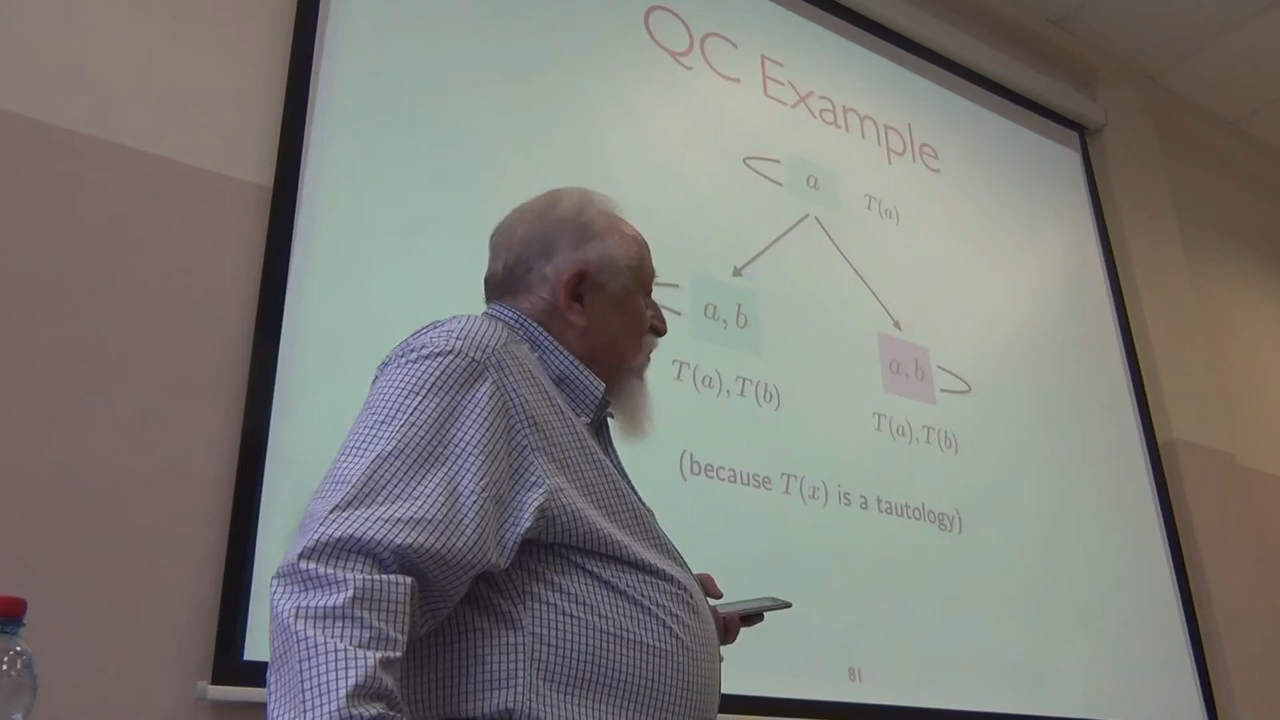 QC Example
a
T(a)
a, b
a, b
T(a), T(b)
T(a), T(b)
(because T(x) is a tautology)
81